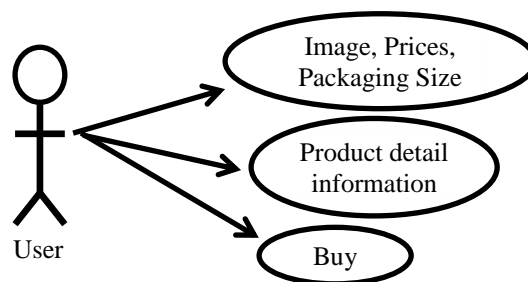 Image, Prices,
Packaging Size
Product detail
information
User
Buy